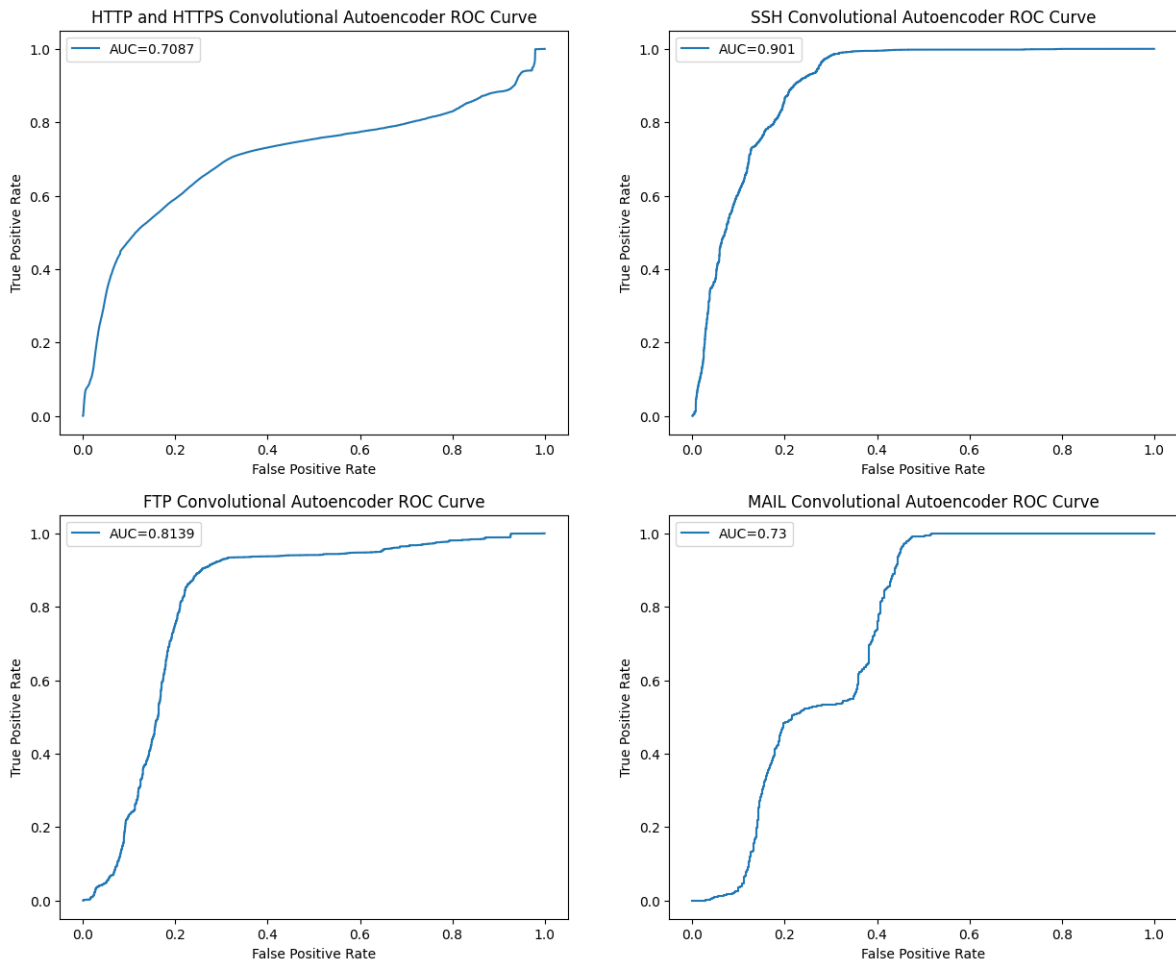 HTTP and HTTPS Convolutional Autoencoder ROC Curve
AUC=0.7087
1.0
0.8
0.6
0.4
0.2
0.0
True Positive Rate
0.0 0.2 0.4 0.6 0.8 1.0
False Positive Rate
SSH Convolutional Autoencoder ROC Curve
AUC=0.901
1.0
0.8
0.6
0.4
0.2
0.0
True Positive Rate
0.0 0.2 0.4 0.6 0.8 1.0
False Positive Rate
FTP Convolutional Autoencoder ROC Curve
AUC=0.8139
1.0
0.8
0.6
0.4
0.2
0.0
True Positive Rate
0.0 0.2 0.4 0.6 0.8 1.0
False Positive Rate
MAIL Convolutional Autoencoder ROC Curve
AUC=0.73
1.0
0.8
0.6
0.4
0.2
0.0
True Positive Rate
0.0 0.2 0.4 0.6 0.8 1.0
False Positive Rate